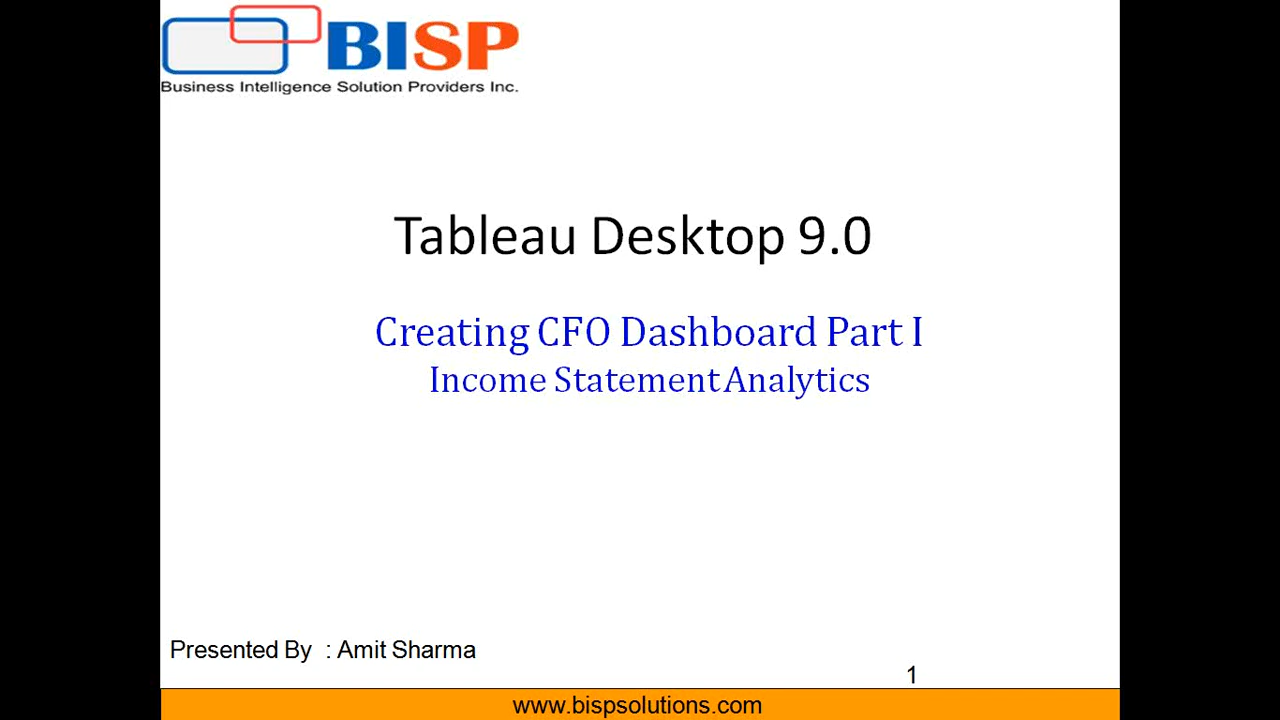 BISP
Business Intelligence Solution Providers Inc.
Tableau Desktop 9.0
Creating CFO Dashboard Part I
Income Statement Analytics
Presented By : Amit Sharma
1
www.bispsolutions.com